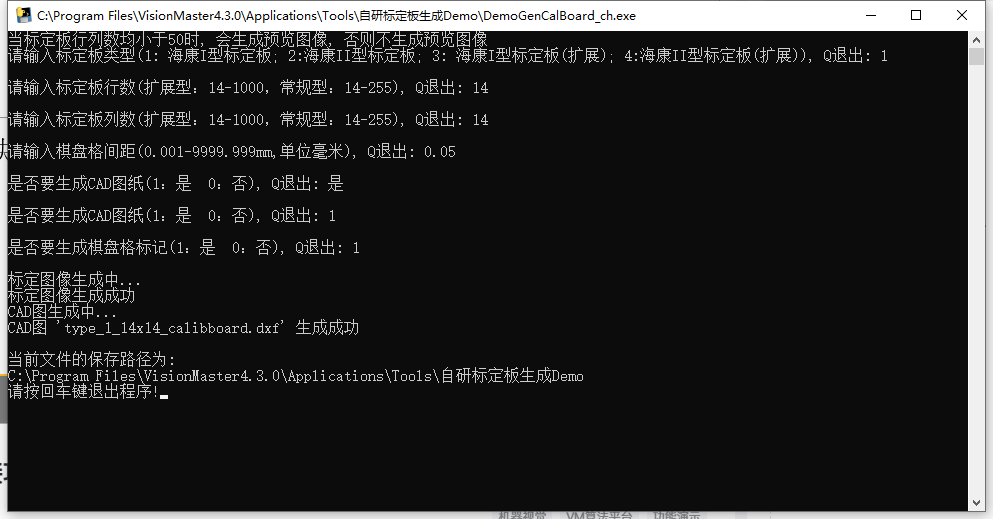 C:\Program Files\VisionMaster4.3.0\Applications\Tools\自研标定板生成Demo\DemoGenCalBoard_ch.exe
当标定板行列数均小于50时, 会生成预览图像, 否则不生成预览图像
请输入标定板类型(1: 海康I型标定板; 2:海康II型标定板; 3: 海康I型标定板(扩展); 4:海康II型标定板(扩展)), Q退出: 1
请输入标定板行数(扩展型: 14-1000, 常规型: 14-255), Q退出: 14
请输入标定板列数(扩展型: 14-1000, 常规型: 14-255), Q退出: 14
请输入棋盘格间距(0.001-9999.999mm,单位毫米), Q退出: 0.05
是否要生成CAD图纸(1: 是  0: 否), Q退出: 是
是否要生成CAD图纸(1: 是  0: 否), Q退出: 1
是否要生成棋盘格标记(1: 是  0: 否), Q退出: 1
标定图像生成中...
标定图像生成成功
CAD图生成中...
CAD图 'type_1_14x14_calibboard.dxf' 生成成功
当前文件的保存路径为:
C:\Program Files\VisionMaster4.3.0\Applications\Tools\自研标定板生成Demo
请按回车键退出程序!
机器视觉 VM算法平台 功能演示